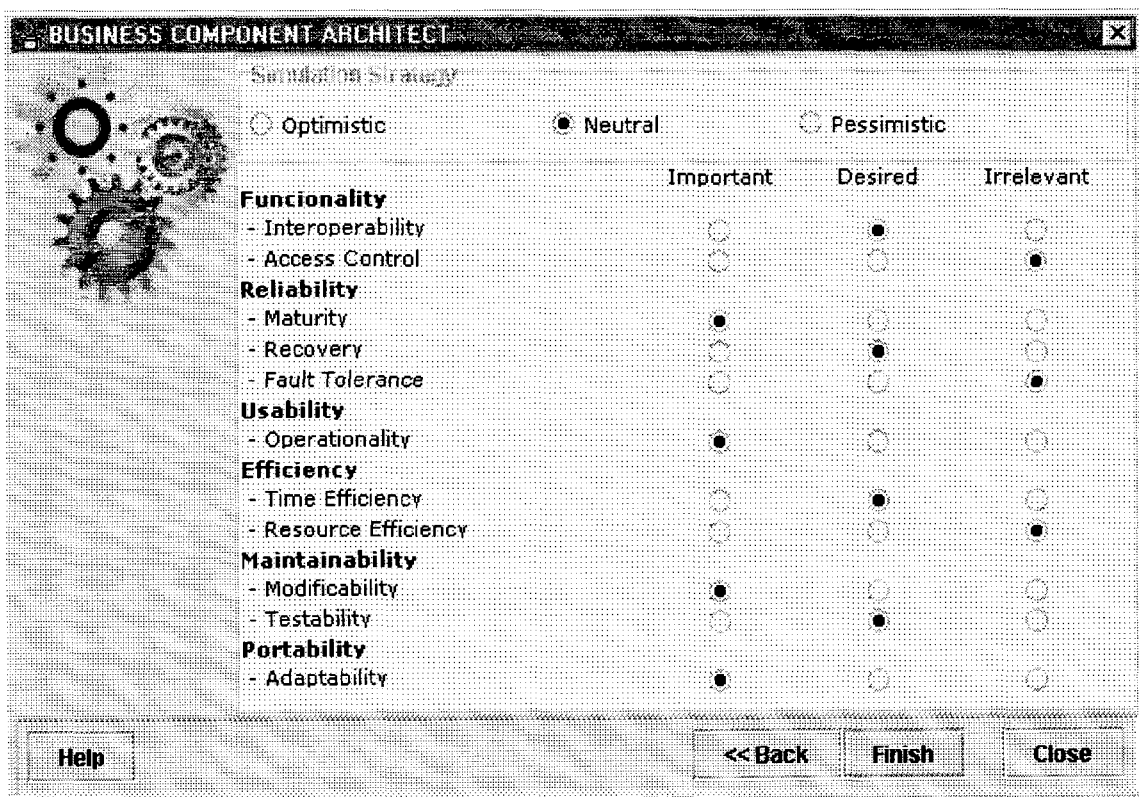 BUSINESS COMPONENT ARCHITECT
Simulation Strategy
Optimistic Neutral Pessimistic
Important Desired Irrelevant
Funcionality
- Interoperability
- Access Control
Reliability
- Maturity
- Recovery
- Fault Tolerance
Usability
- Operationality
Efficiency
- Time Efficiency
- Resource Efficiency
Maintainability
- Modificability
- Testability
Portability
- Adaptability
Help << Back Finish Close